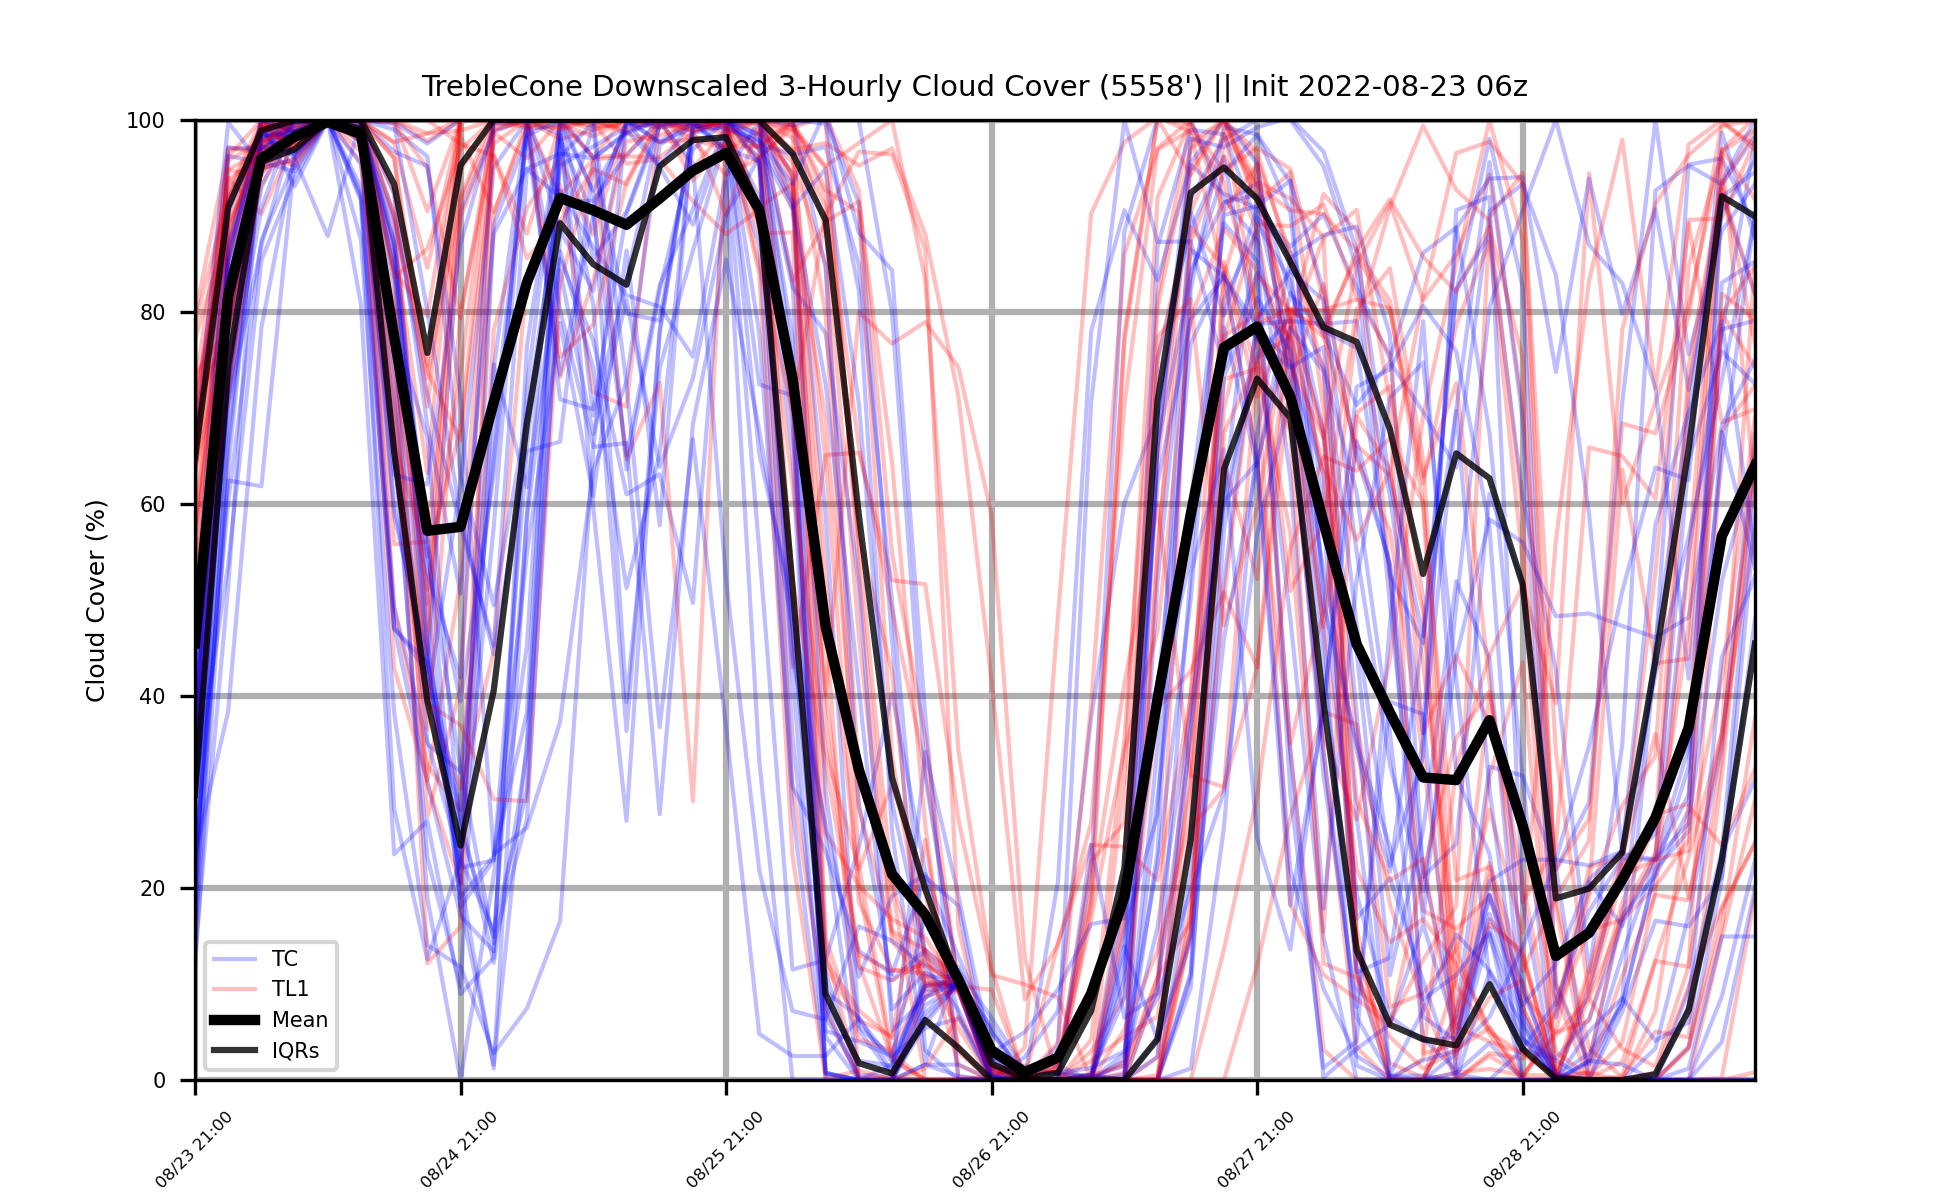 TrebleCone Downscaled 3-Hourly Cloud Cover (5558') || Init 2022-08-23 06z
Cloud Cover (%)
100
80
60
40
20
0
TC
TL1
Mean
IQRs
08/23 21:00
08/24 21:00
08/25 21:00
08/26 21:00
08/27 21:00
08/28 21:00